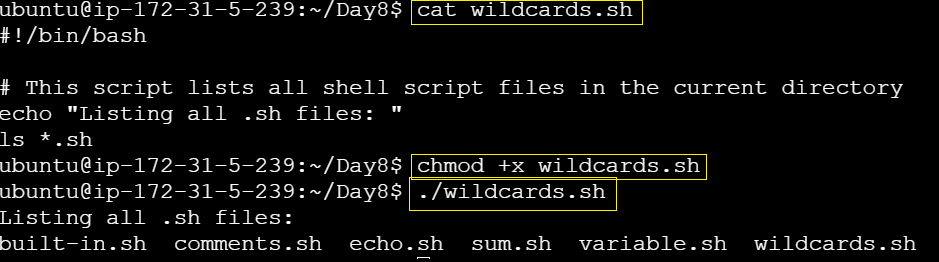 ubuntu@ip-172-31-5-239:~/Day8$ cat wildcards.sh
#!/bin/bash
# This script lists all shell script files in the current directory
echo "Listing all .sh files: "
ls *.sh
ubuntu@ip-172-31-5-239:~/Day8$ chmod +x wildcards.sh
ubuntu@ip-172-31-5-239:~/Day8$ ./wildcards.sh
Listing all .sh files:
built-in.sh  comments.sh  echo.sh  sum.sh  variable.sh  wildcards.sh